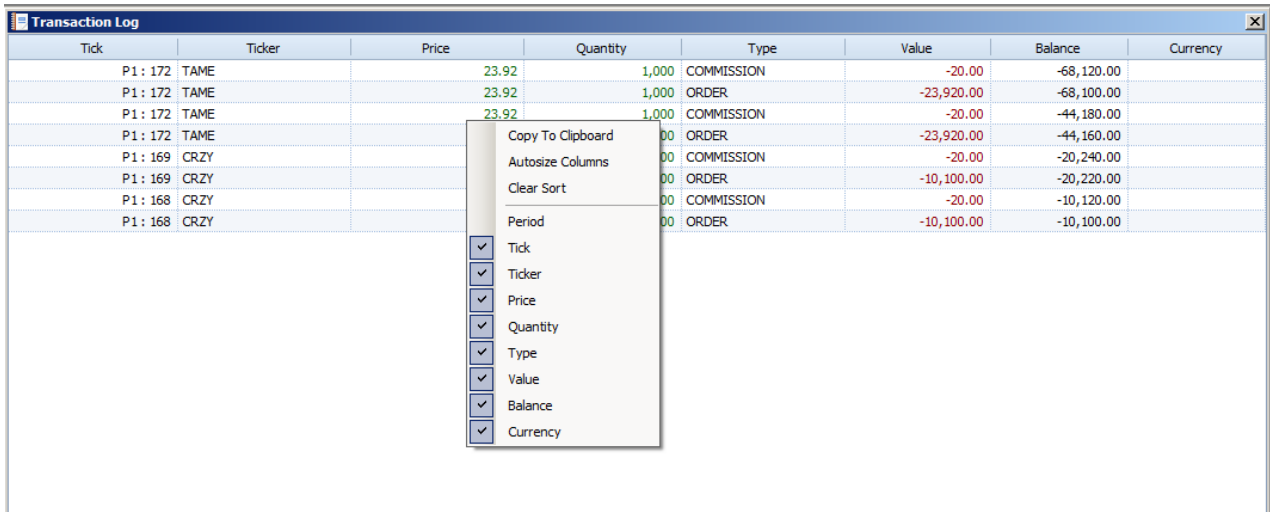 Transaction Log
Tick Ticker Price Quantity Type Value Balance Currency
P1: 172 TAME 23.92 1,000 COMMISSION -20.00 -68,120.00
P1: 172 TAME 23.92 1,000 ORDER -23,920.00 -68,100.00
P1: 172 TAME 23.92 1,000 COMMISSION -20.00 -44,180.00
P1: 172 TAME 00 ORDER -23,920.00 -44,160.00
P1: 169 CRZY 00 COMMISSION -20.00 -20,240.00
P1: 169 CRZY 00 ORDER -10,100.00 -20,220.00
P1: 168 CRZY 00 COMMISSION -20.00 -10,120.00
P1: 168 CRZY 00 ORDER -10,100.00 -10,100.00
Copy To Clipboard
Autosize Columns
Clear Sort
Period
Tick
Ticker
Price
Quantity
Type
Value
Balance
Currency